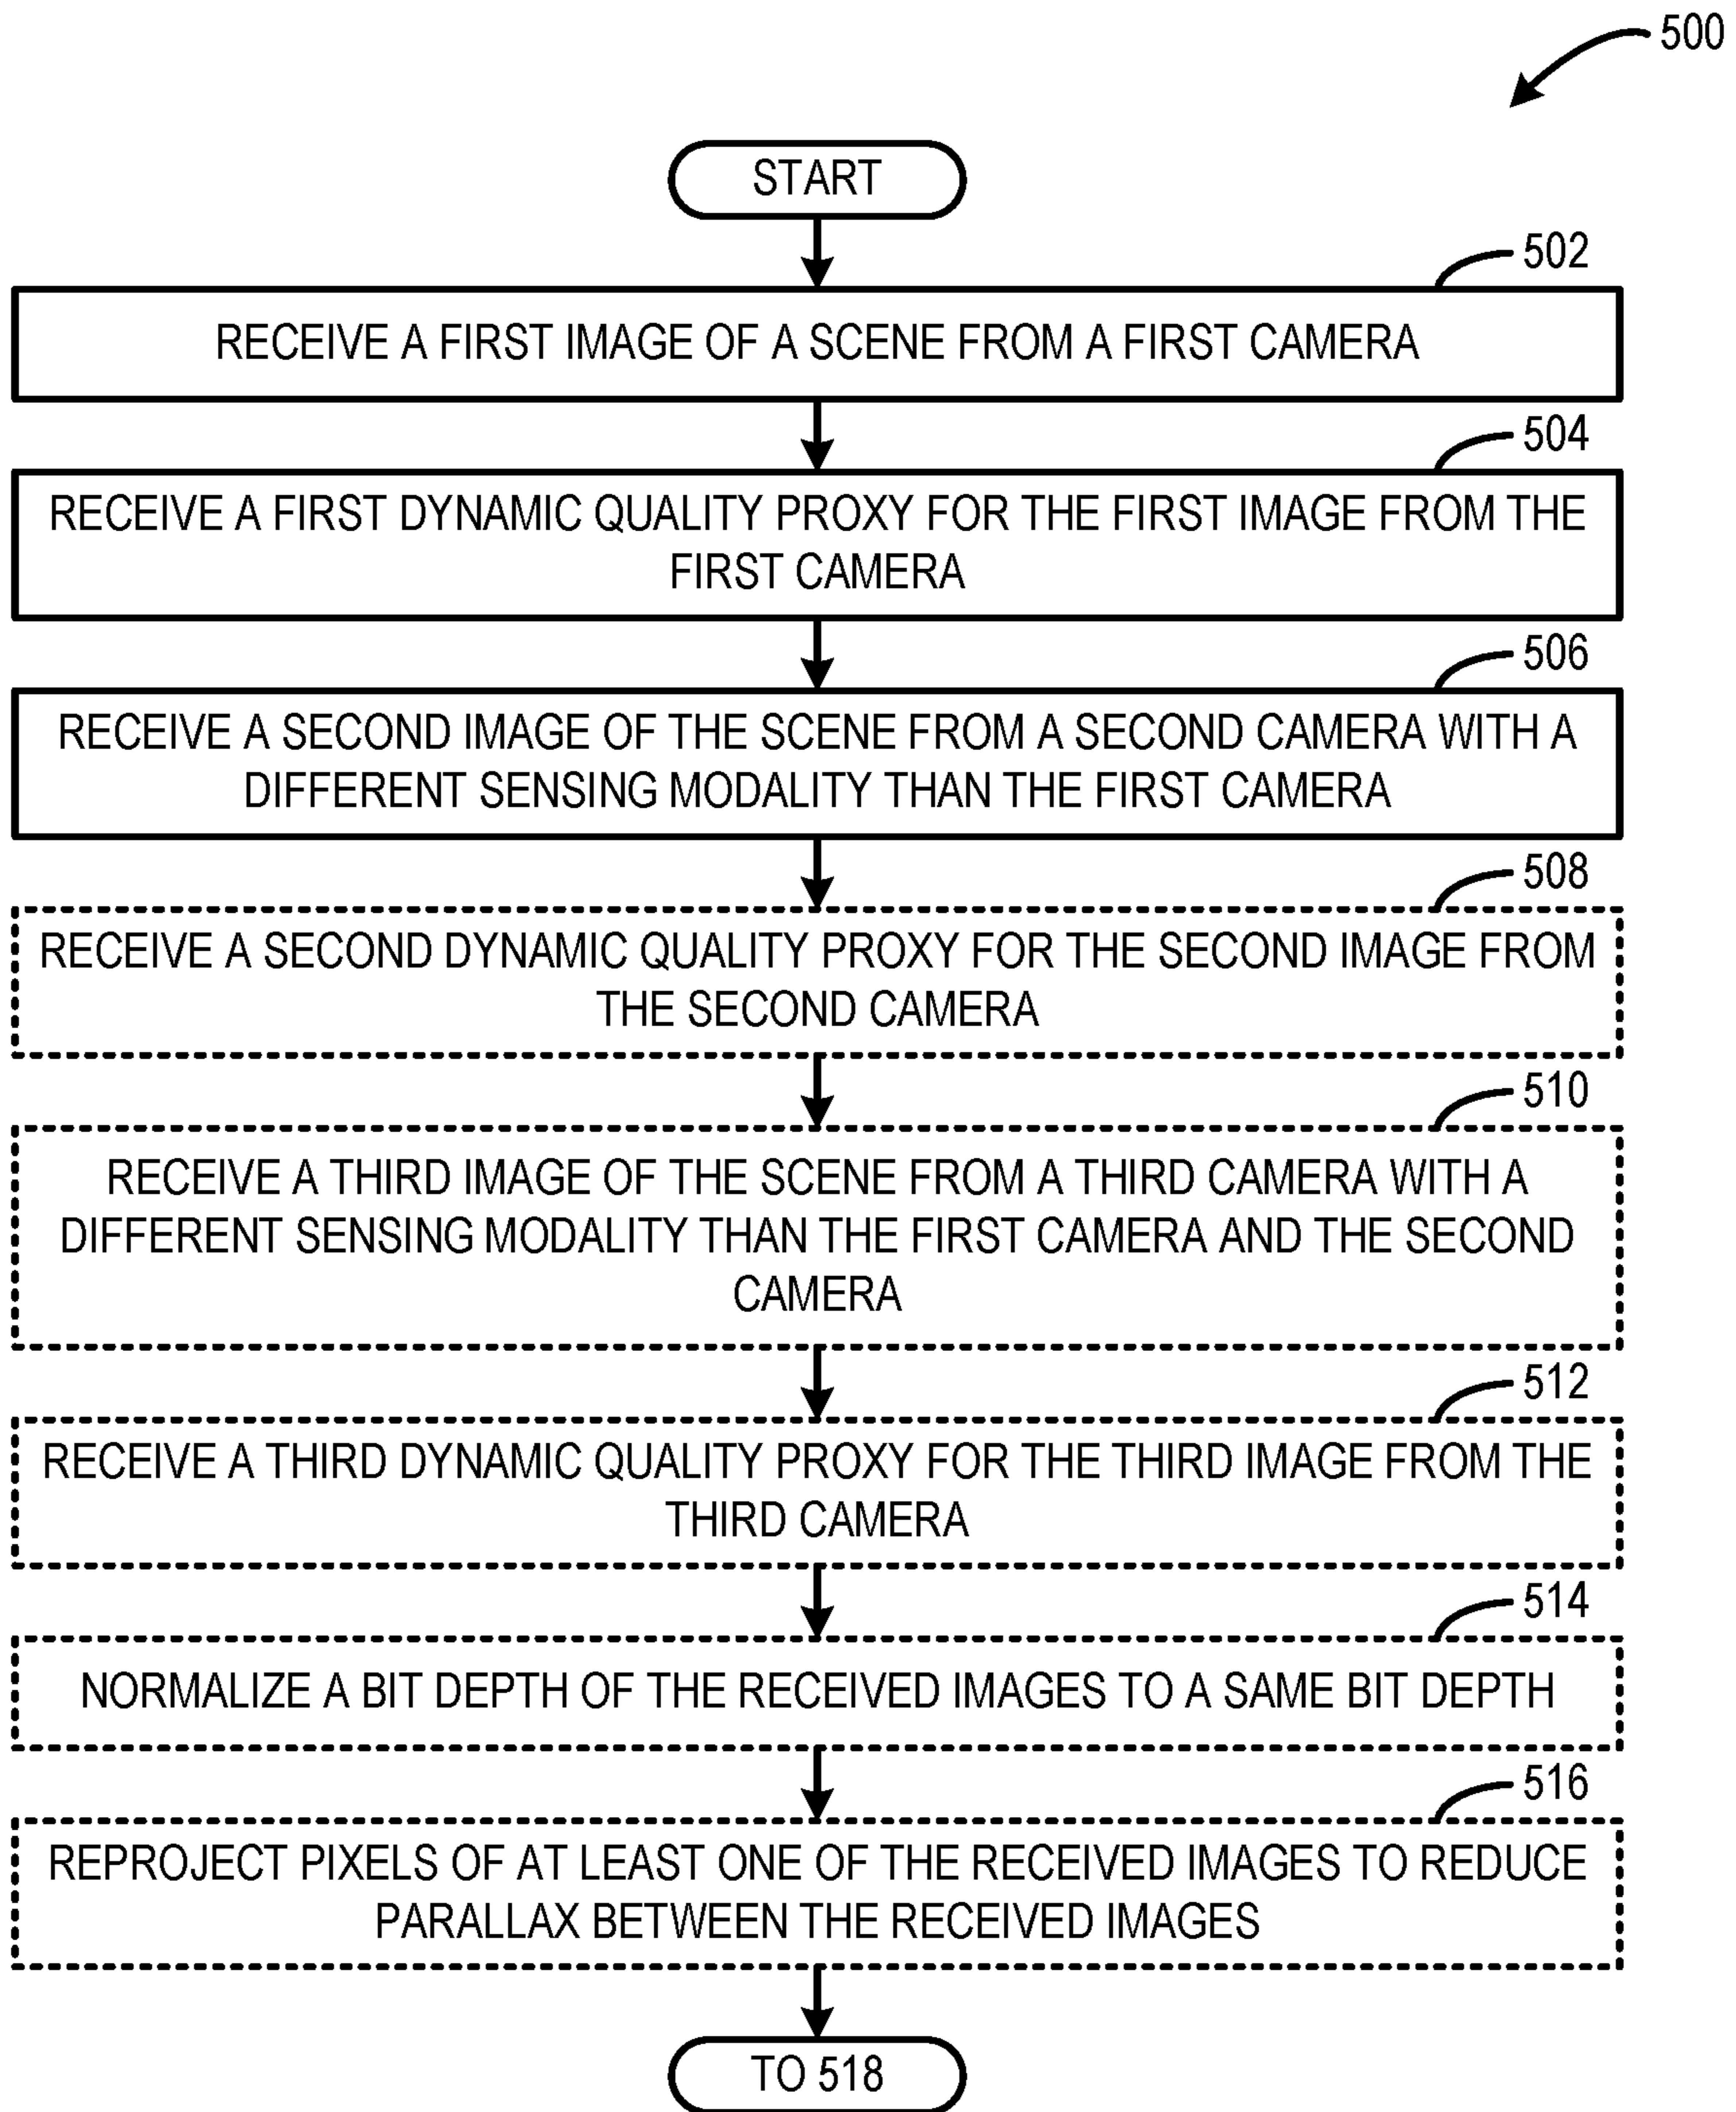 500
START
502
RECEIVE A FIRST IMAGE OF A SCENE FROM A FIRST CAMERA
504
RECEIVE A FIRST DYNAMIC QUALITY PROXY FOR THE FIRST IMAGE FROM THE
FIRST CAMERA
506
RECEIVE A SECOND IMAGE OF THE SCENE FROM A SECOND CAMERA WITH A
DIFFERENT SENSING MODALITY THAN THE FIRST CAMERA
508
RECEIVE A SECOND DYNAMIC QUALITY PROXY FOR THE SECOND IMAGE FROM
THE SECOND CAMERA
510
RECEIVE A THIRD IMAGE OF THE SCENE FROM A THIRD CAMERA WITH A
DIFFERENT SENSING MODALITY THAN THE FIRST CAMERA AND THE SECOND
CAMERA
512
RECEIVE A THIRD DYNAMIC QUALITY PROXY FOR THE THIRD IMAGE FROM THE
THIRD CAMERA
514
NORMALIZE A BIT DEPTH OF THE RECEIVED IMAGES TO A SAME BIT DEPTH
516
REPROJECT PIXELS OF AT LEAST ONE OF THE RECEIVED IMAGES TO REDUCE
PARALLAX BETWEEN THE RECEIVED IMAGES
TO 518